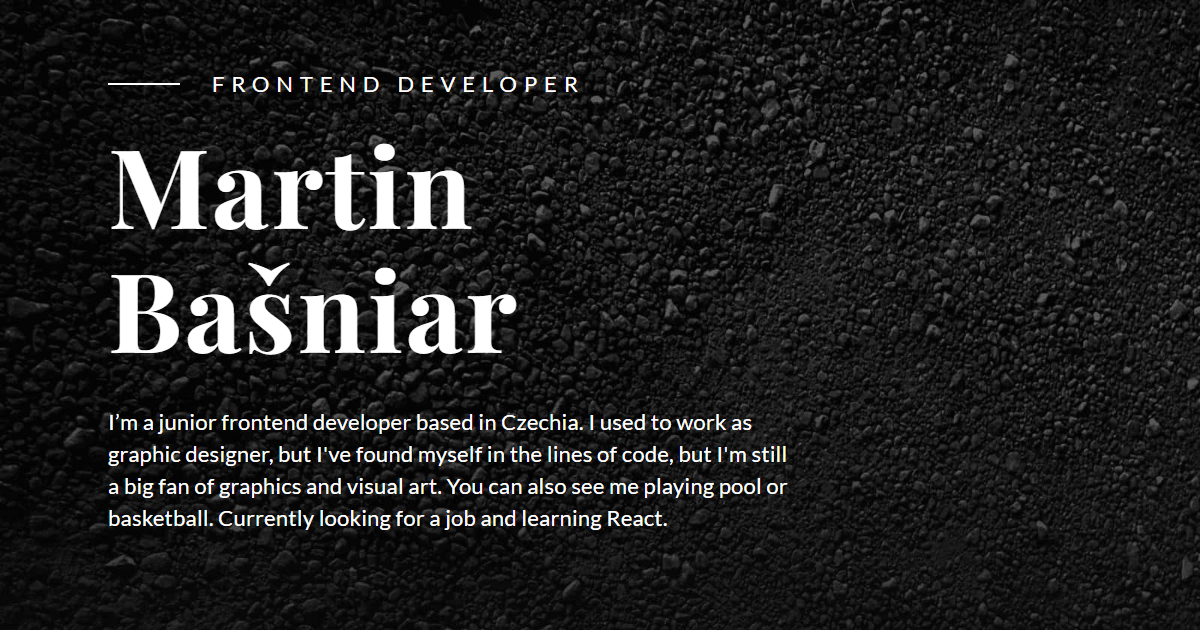 FRONTEND DEVELOPER
Martin
Bašniar
I’m a junior frontend developer based in Czechia. I used to work as
graphic designer, but I've found myself in the lines of code, but I'm still
a big fan of graphics and visual art. You can also see me playing pool or
basketball. Currently looking for a job and learning React.